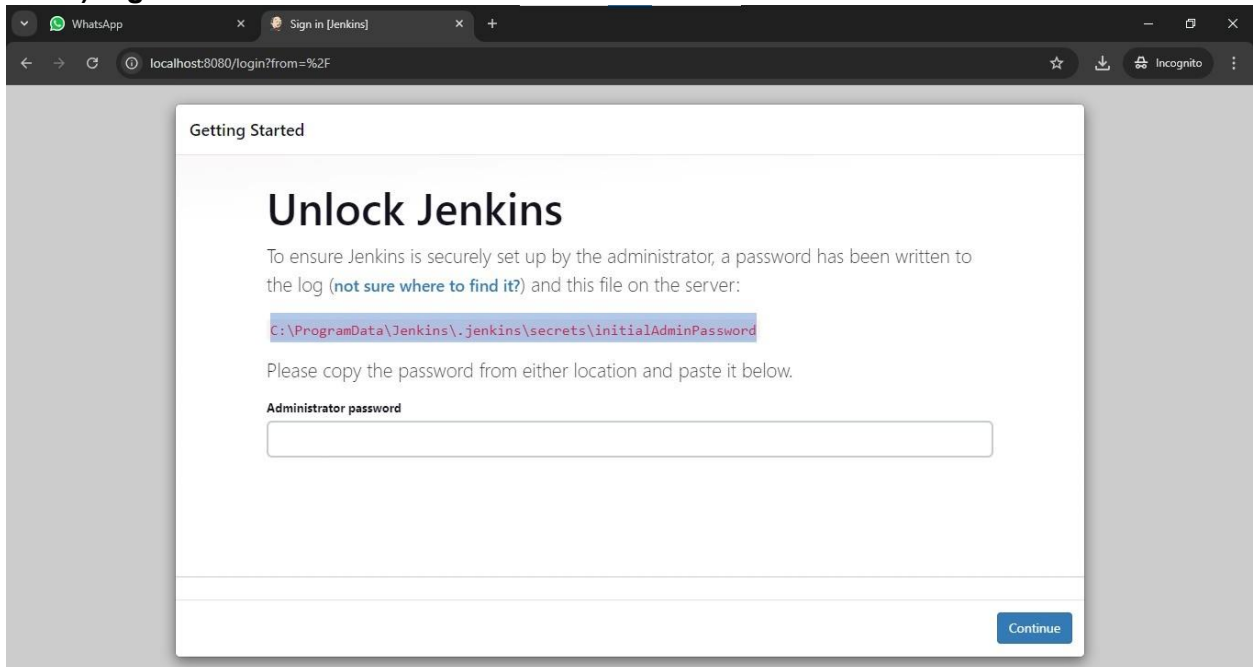 WhatsApp
Sign in [Jenkins]
localhost:8080/login?from=%2F
Incognito
Getting Started
Unlock Jenkins
To ensure Jenkins is securely set up by the administrator, a password has been written to
the log (not sure where to find it?) and this file on the server:
C:\ProgramData\Jenkins\.jenkins\secrets\initialAdminPassword
Please copy the password from either location and paste it below.
Administrator password
Continue